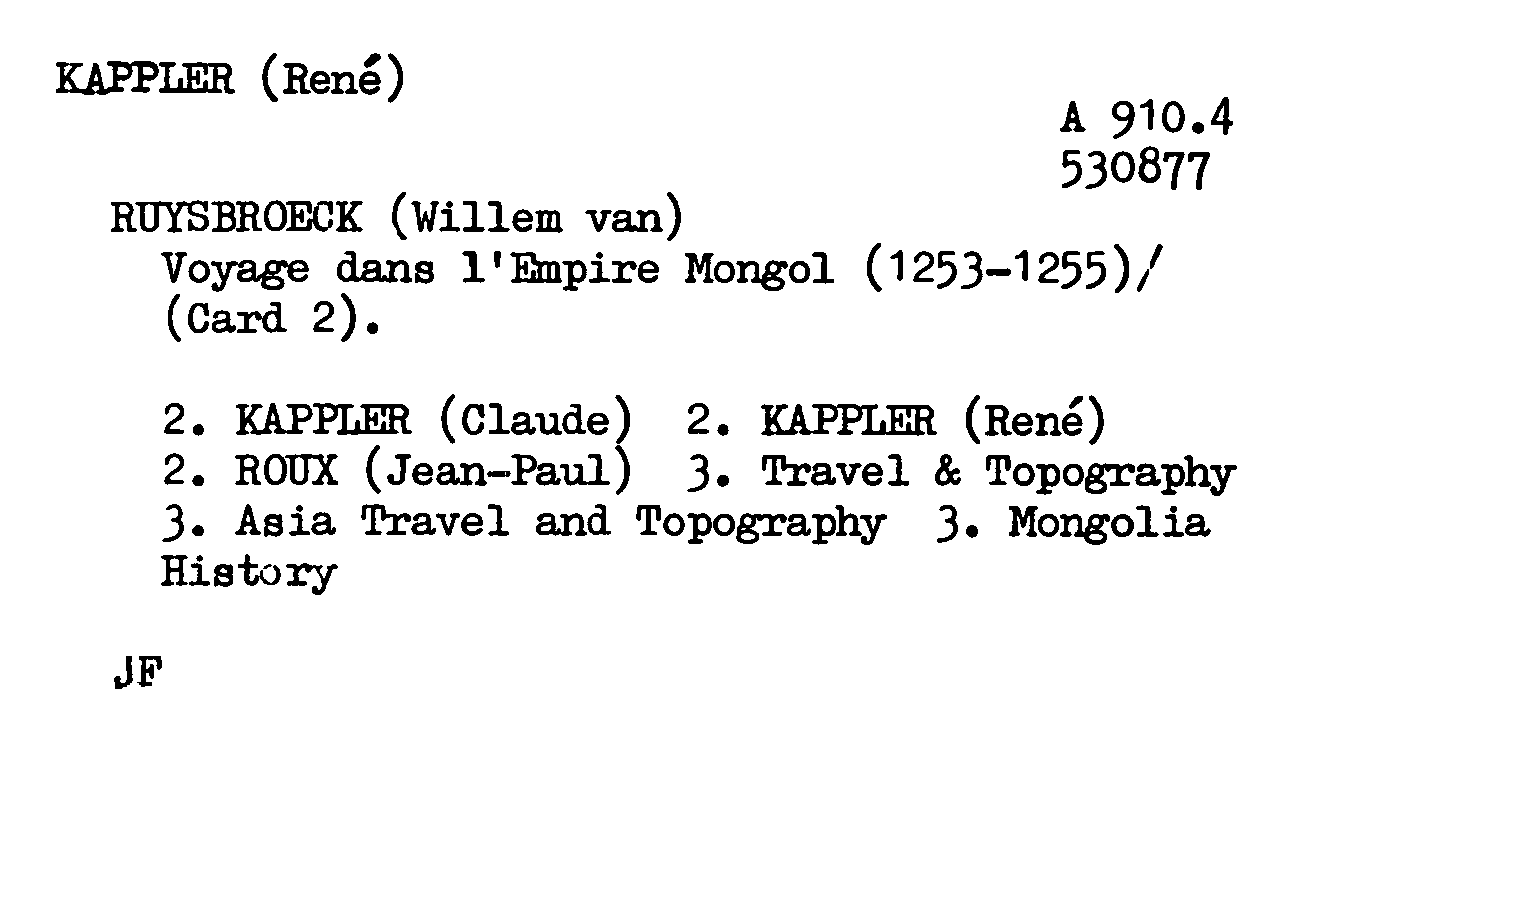 KAPPLER (René)
A 910.4
530877
RUYSBROECK (Willem van)
Voyage dans l'Empire Mongol (1253-1255)/
(Card 2).
2. KAPPLER (Claude) 2. KAPPLER (René)
2. ROUX (Jean-Paul) 3. Travel & Topography
3. Asia Travel and Topography 3. Mongolia
History
JF